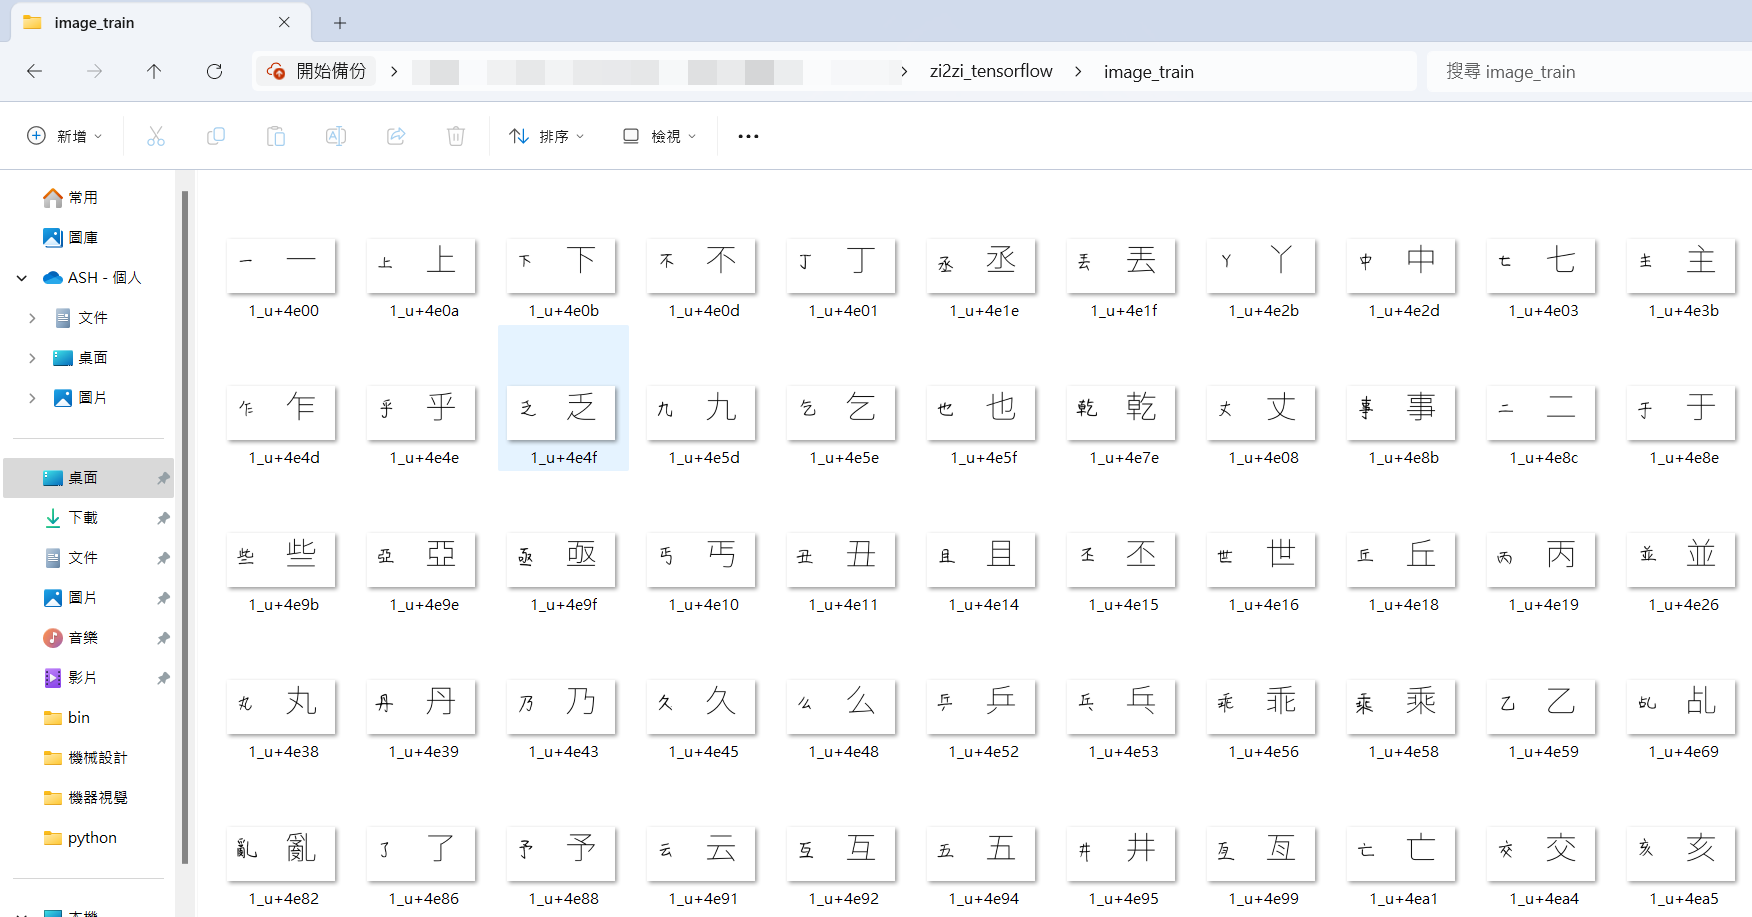 image_train
開始備份 > > zi2zi_tensorflow > image_train
搜尋 image_train
新增
排序
檢視
常用
圖庫
ASH - 個人
文件
桌面
圖片
桌面
下載
文件
圖片
音樂
影片
bin
機械設計
機器視覺
python
本機
一 一 上 上 下 下 不 不 丁 丁 丞 丞 丟 丟 丫 丫 中 中 七 七 主 主
1_u+4e00 1_u+4e0a 1_u+4e0b 1_u+4e0d 1_u+4e01 1_u+4e1e 1_u+4e1f 1_u+4e2b 1_u+4e2d 1_u+4e03 1_u+4e3b
乍 乍 乎 乎 乏 乏 九 九 乞 乞 也 也 乾 乾 丈 丈 事 事 二 二 于 于
1_u+4e4d 1_u+4e4e 1_u+4e4f 1_u+4e5d 1_u+4e5e 1_u+4e5f 1_u+4e7e 1_u+4e08 1_u+4e8b 1_u+4e8c 1_u+4e8e
些 些 亞 亞 亟 亟 丐 丐 丑 丑 且 且 丕 丕 世 世 丘 丘 丙 丙 並 並
1_u+4e9b 1_u+4e9e 1_u+4e9f 1_u+4e10 1_u+4e11 1_u+4e14 1_u+4e15 1_u+4e16 1_u+4e18 1_u+4e19 1_u+4e26
丸 丸 丹 丹 乃 乃 久 久 么 么 乒 乒 乓 乓 乖 乖 乘 乘 乙 乙 乩 乩
1_u+4e38 1_u+4e39 1_u+4e43 1_u+4e45 1_u+4e48 1_u+4e52 1_u+4e53 1_u+4e56 1_u+4e58 1_u+4e59 1_u+4e69
亂 亂 了 了 予 予 云 云 互 互 五 五 井 井 亙 亙 亡 亡 交 交 亥 亥
1_u+4e82 1_u+4e86 1_u+4e88 1_u+4e91 1_u+4e92 1_u+4e94 1_u+4e95 1_u+4e99 1_u+4ea1 1_u+4ea4 1_u+4ea5